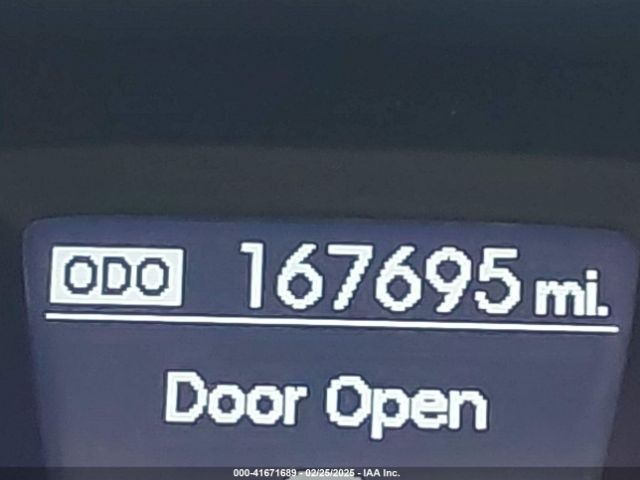 ODO 167695 mi.
Door Open
000-41671689 - 02/25/2025 - IAA Inc.